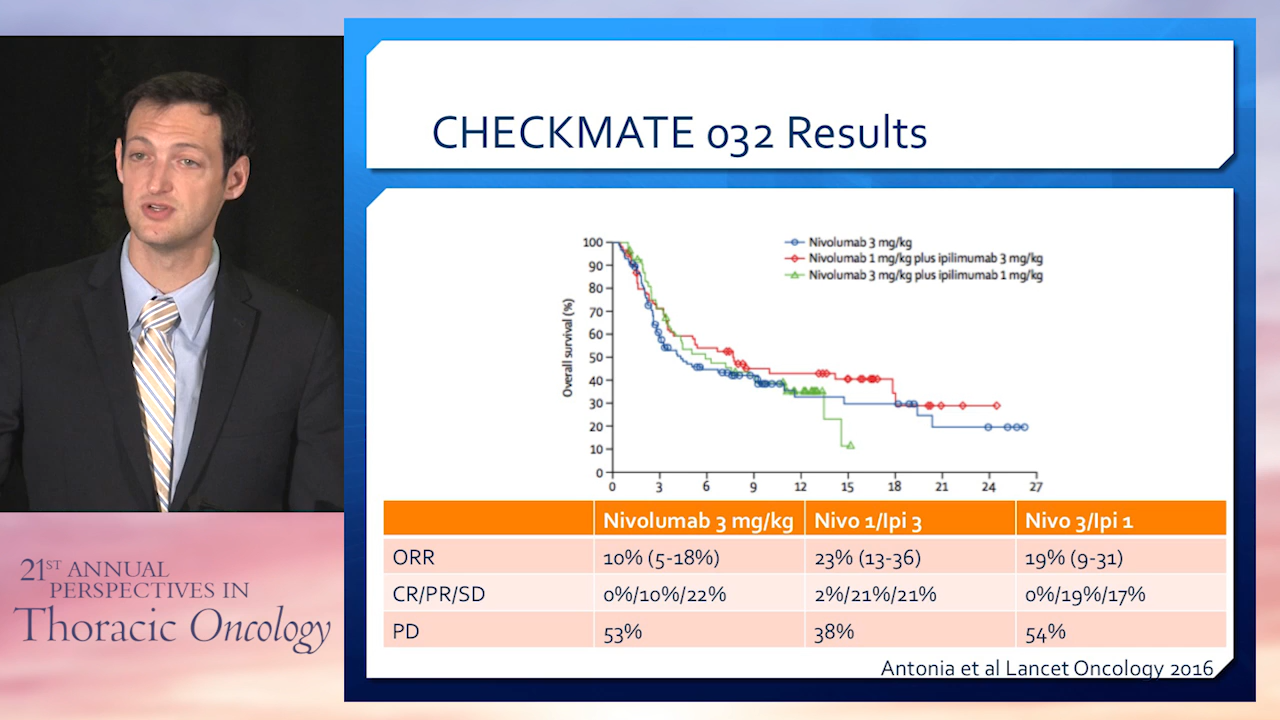 21ST ANNUAL
PERSPECTIVES IN
Thoracic Oncology
CHECKMATE 032 Results
Overall survival (%)
100
90
80
70
60
50
40
30
20
10
0
0 3 6 9 12 15 18 21 24 27
Nivolumab 3 mg/kg
Nivolumab 1 mg/kg plus ipilimumab 3 mg/kg
Nivolumab 3 mg/kg plus ipilimumab 1 mg/kg
Nivolumab 3 mg/kg Nivo 1/Ipi 3 Nivo 3/Ipi 1
ORR 10% (5-18%) 23% (13-36) 19% (9-31)
CR/PR/SD 0%/10%/22% 2%/21%/21% 0%/19%/17%
PD 53% 38% 54%
Antonia et al Lancet Oncology 2016